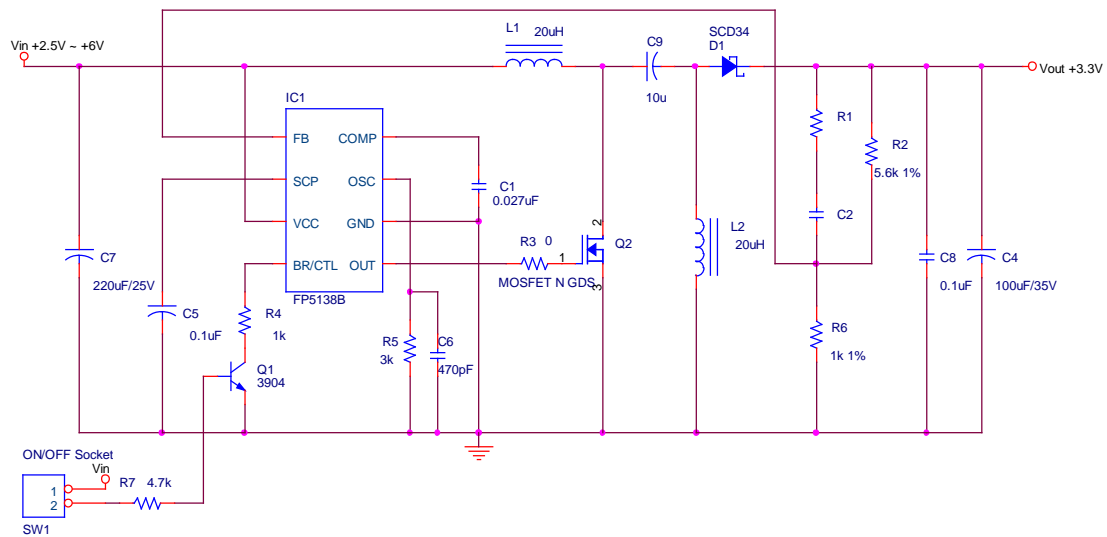 Vin +2.5V ~ +6V
L1
20uH
C9
10u
SCD34
D1
Vout +3.3V
IC1
FB
COMP
SCP
OSC
VCC
GND
BR/CTL
OUT
FP5138B
C1
0.027uF
R1
R2
5.6k 1%
C2
C7
220uF/25V
C5
0.1uF
R4
1k
Q1
3904
R5
3k
C6
470pF
R3
0
1
2
3
Q2
MOSFET N GDS
L2
20uH
R6
1k 1%
C8
0.1uF
C4
100uF/35V
ON/OFF Socket
Vin
1
2
R7
4.7k
SW1